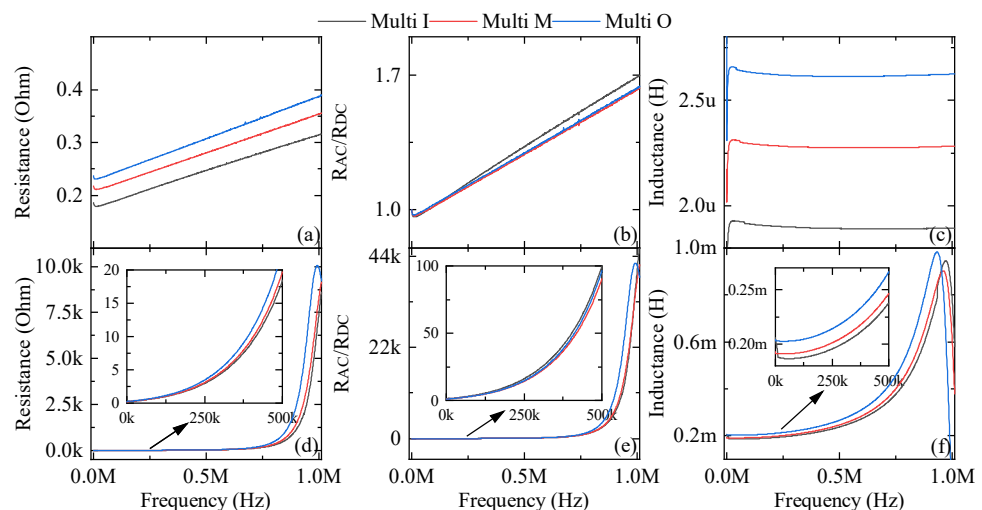 Multi I Multi M Multi O
Resistance (Ohm)
0.4
0.3
0.2
(a)
RAC/RDC
1.7
1.0
(b)
Inductance (H)
2.5u
2.0u
(c)
Resistance (Ohm)
10.0k
7.5k
5.0k
2.5k
0.0k
20
15
10
5
0
0k 250k 500k
(d)
0.0M 0.5M 1.0M
Frequency (Hz)
RAC/RDC
44k
22k
0
100
50
0
0k 250k 500k
(e)
0.0M 0.5M 1.0M
Frequency (Hz)
Inductance (H)
1.0m
0.6m
0.2m
0.25m
0.20m
0k 250k 500k
(f)
0.0M 0.5M 1.0M
Frequency (Hz)